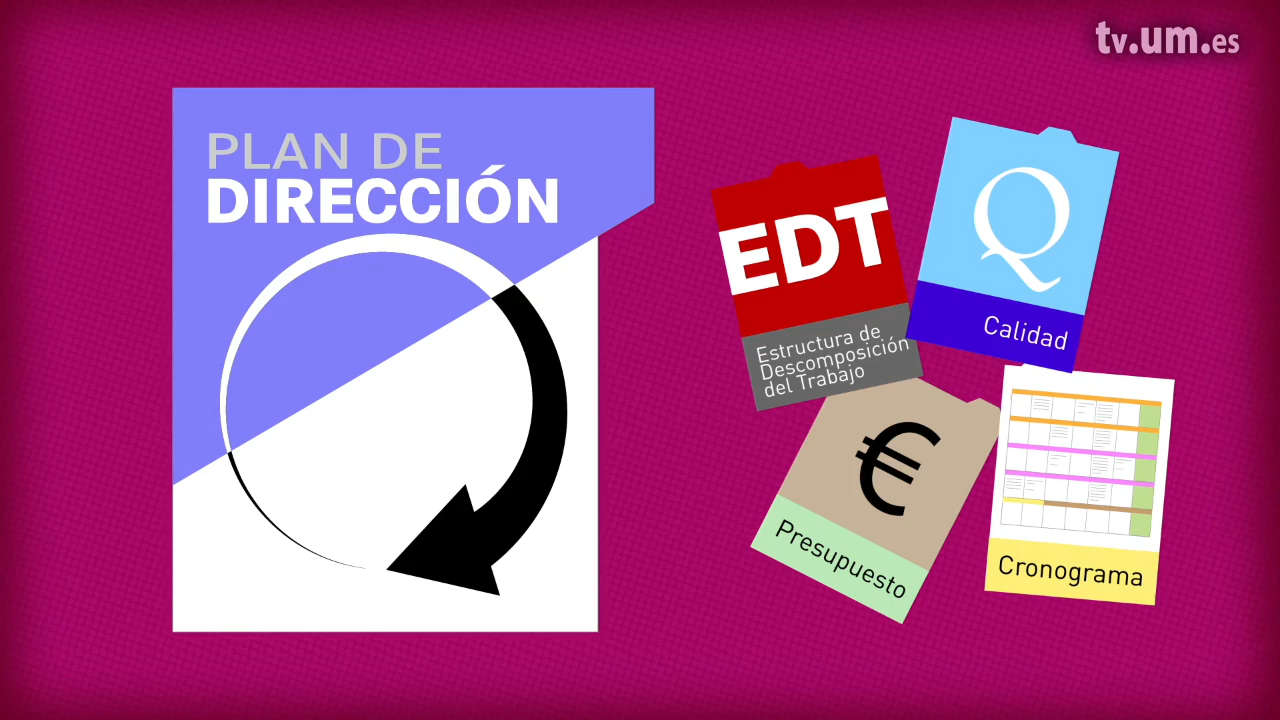 tv.um.es
PLAN DE
DIRECCIÓN
EDT
Estructura de
Descomposición
del Trabajo
Q
Calidad
€
Presupuesto
Cronograma